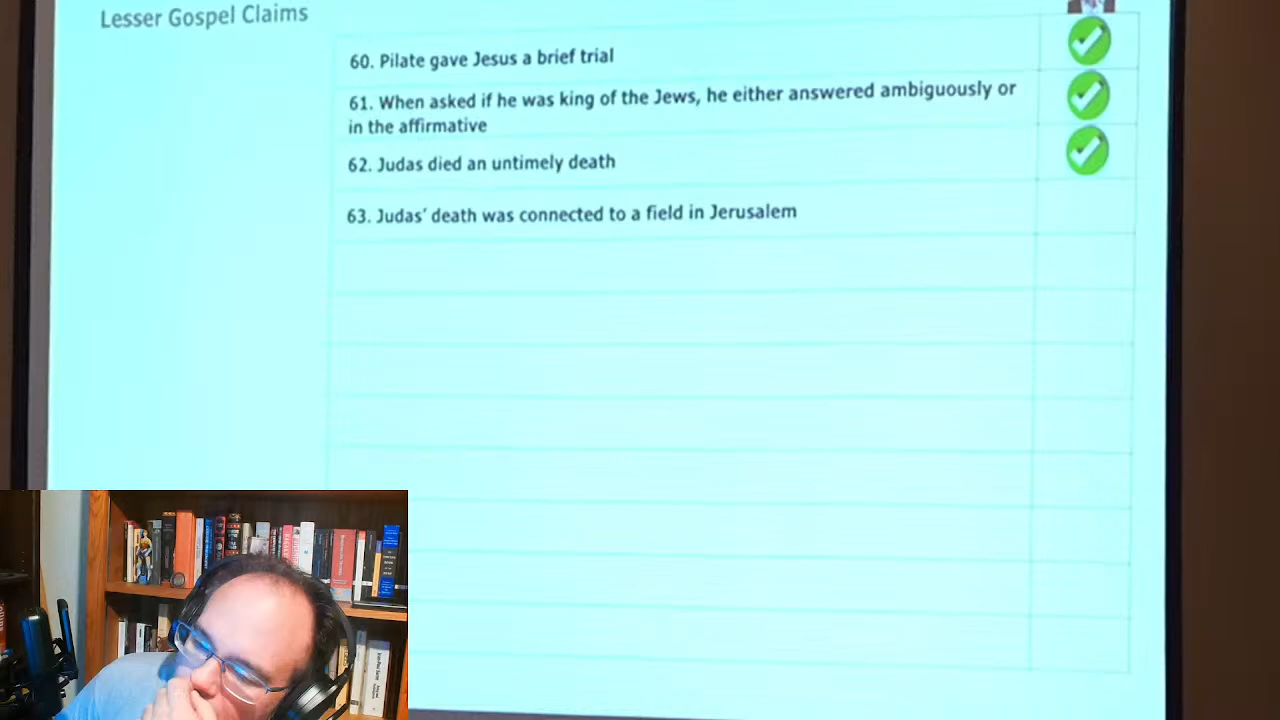 Lesser Gospel Claims
60. Pilate gave Jesus a brief trial
61. When asked if he was king of the Jews, he either answered ambiguously or
in the affirmative
62. Judas died an untimely death
63. Judas’ death was connected to a field in Jerusalem